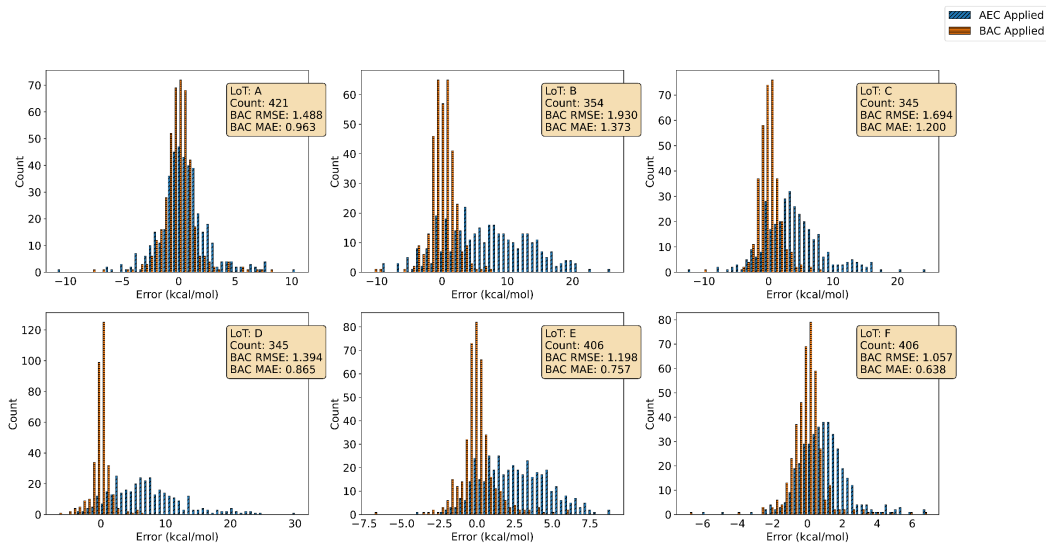 AEC Applied
BAC Applied
70
60
50
40
30
20
10
0
Count
−10
−5
0
5
10
Error (kcal/mol)
LoT: A
Count: 421
BAC RMSE: 1.488
BAC MAE: 0.963
60
50
40
30
20
10
0
Count
−10
0
10
20
Error (kcal/mol)
LoT: B
Count: 354
BAC RMSE: 1.930
BAC MAE: 1.373
70
60
50
40
30
20
10
0
Count
−10
0
10
20
Error (kcal/mol)
LoT: C
Count: 345
BAC RMSE: 1.694
BAC MAE: 1.200
120
100
80
60
40
20
0
Count
0
10
20
30
Error (kcal/mol)
LoT: D
Count: 345
BAC RMSE: 1.394
BAC MAE: 0.865
80
70
60
50
40
30
20
10
0
Count
−7.5
−5.0
−2.5
0.0
2.5
5.0
7.5
Error (kcal/mol)
LoT: E
Count: 406
BAC RMSE: 1.198
BAC MAE: 0.757
80
70
60
50
40
30
20
10
0
Count
−6
−4
−2
0
2
4
6
Error (kcal/mol)
LoT: F
Count: 406
BAC RMSE: 1.057
BAC MAE: 0.638